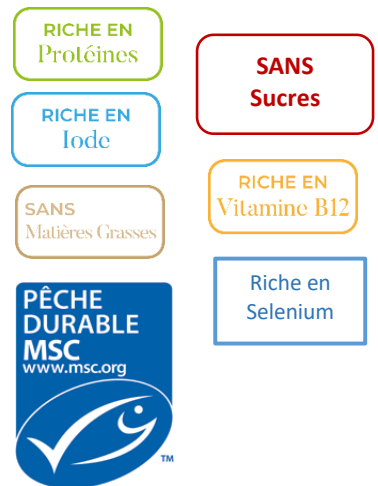 RICHE EN
Protéines
SANS
Sucres
RICHE EN
Iode
RICHE EN
Vitamine B12
SANS
Matières Grasses
Riche en
Selenium
PÊCHE
DURABLE
MSC
www.msc.org
TM